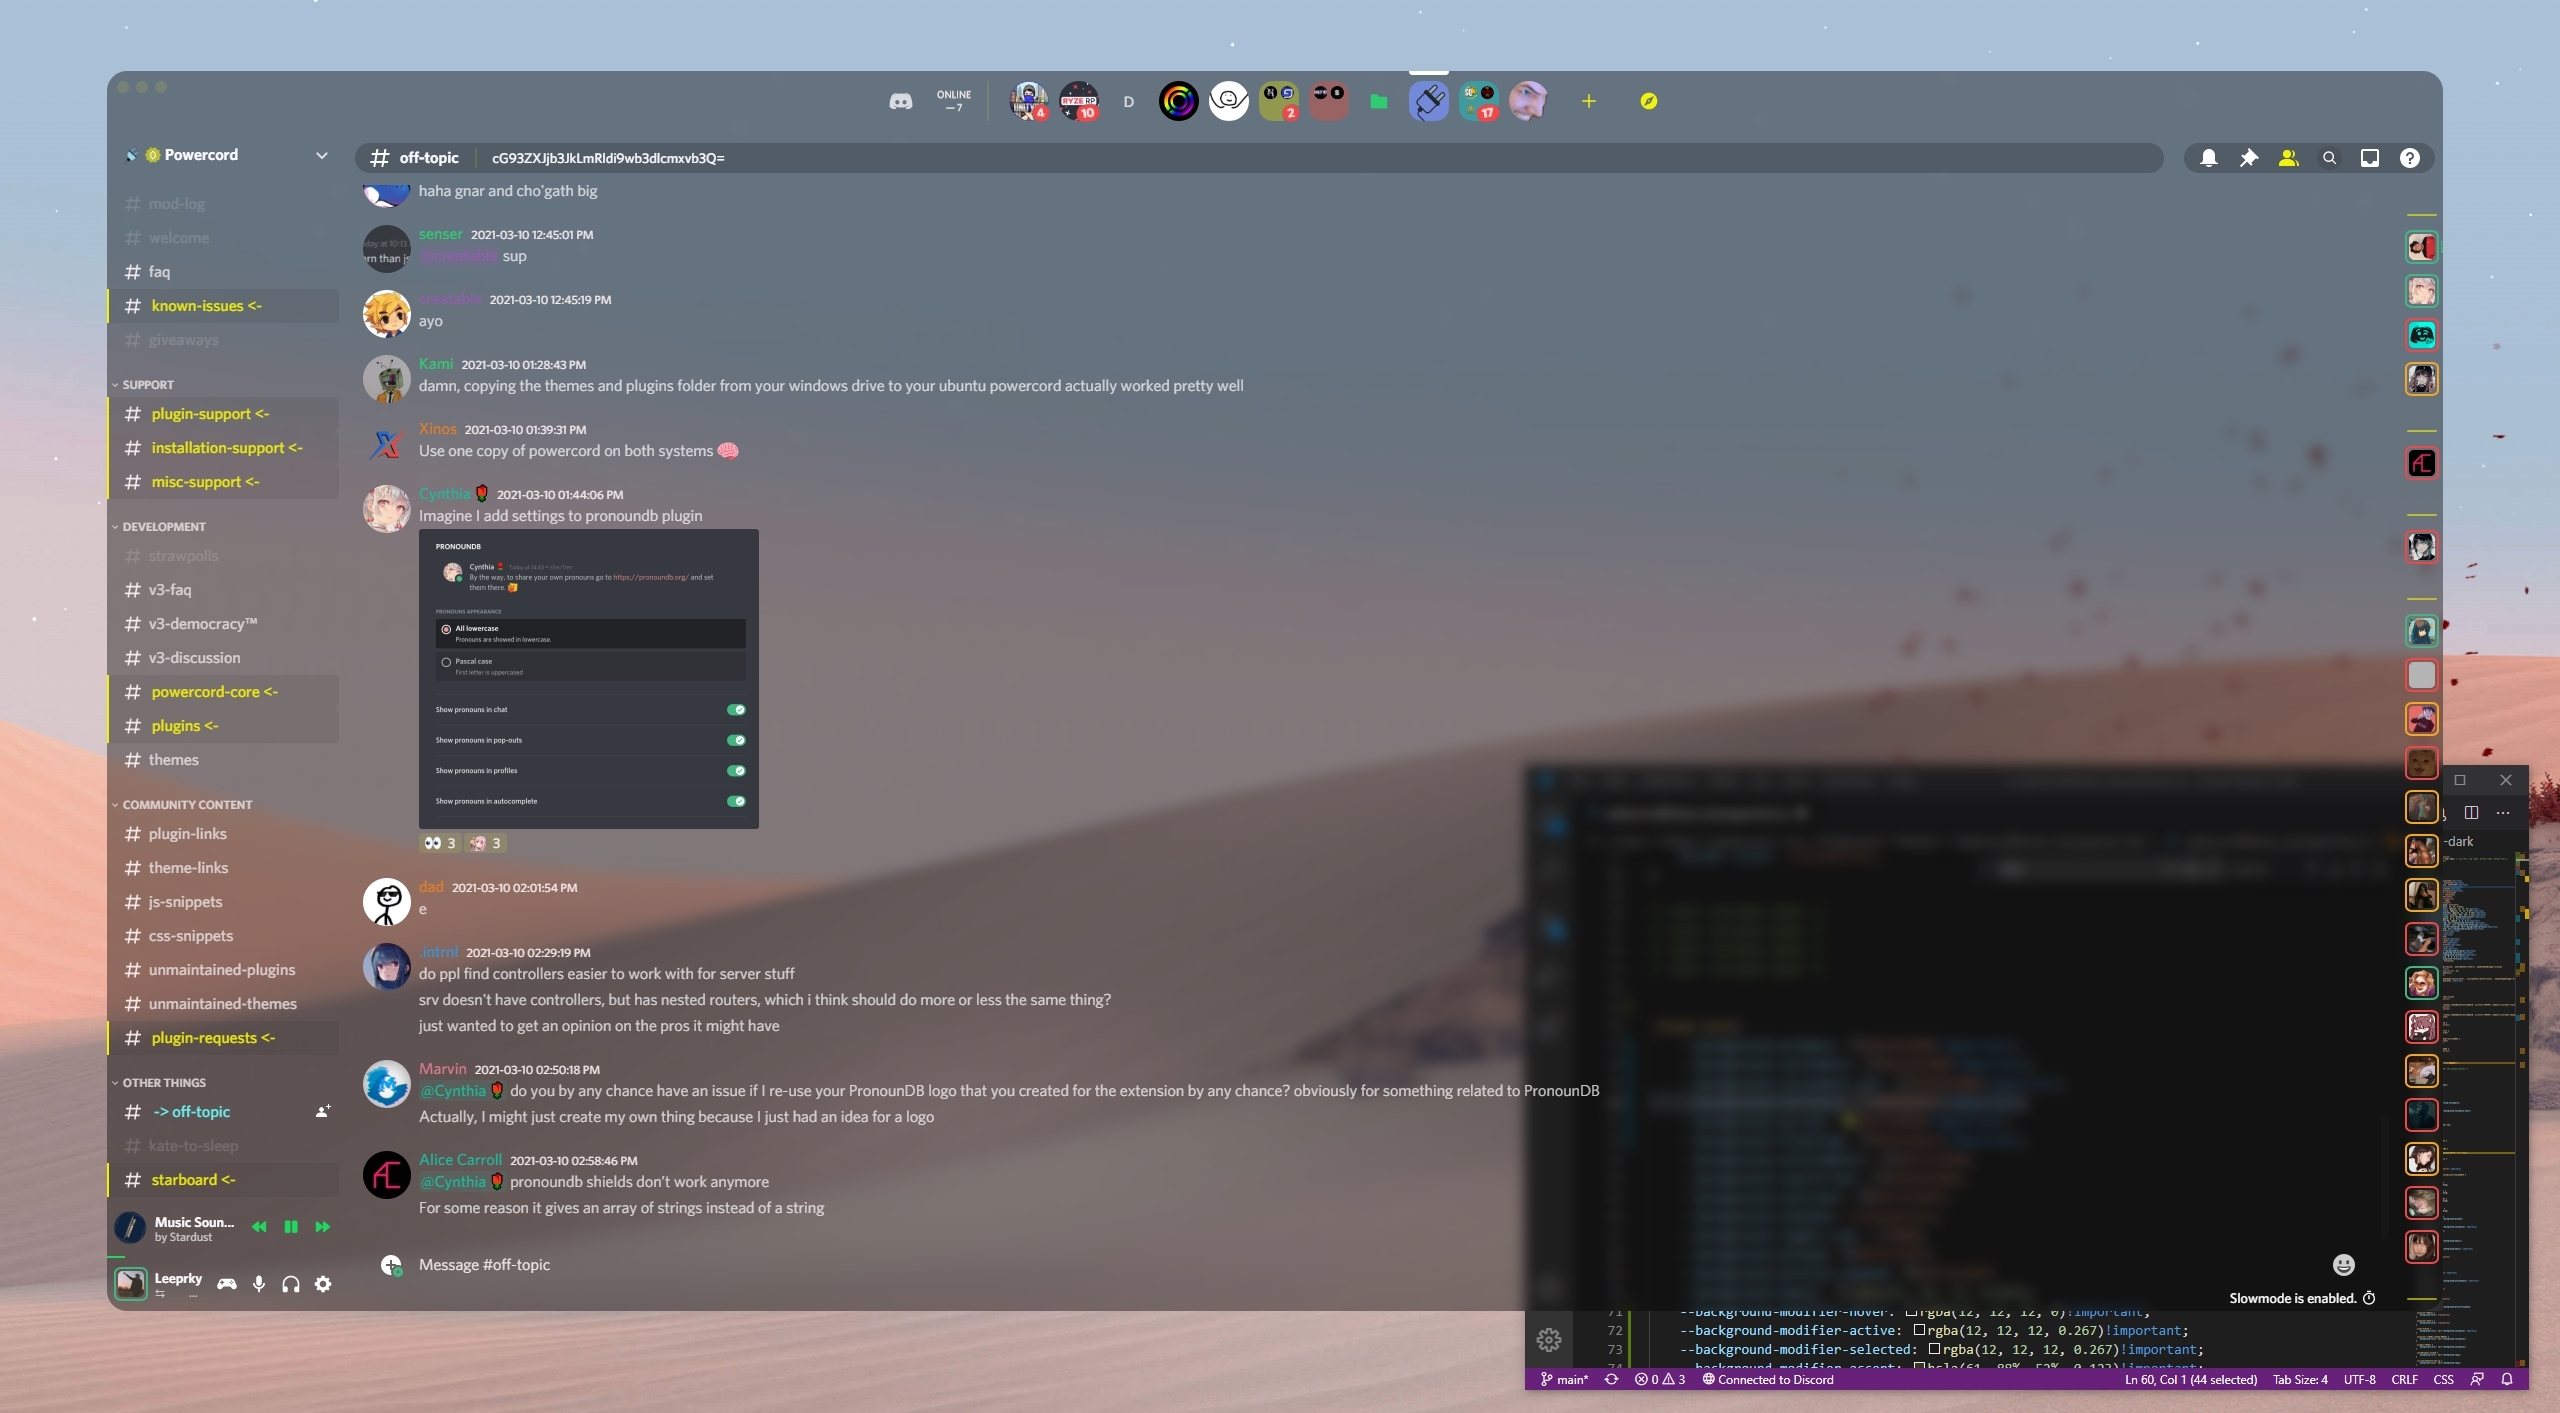 ONLINE
—7
4
10
D
2
17
Powercord
off-topic
cG93ZXJjb3JkLmRldi9wb3dlcmxvb3Q=
mod-log
welcome
faq
known-issues <-
giveaways
SUPPORT
plugin-support <-
installation-support <-
misc-support <-
DEVELOPMENT
strawpolls
v3-faq
v3-democracy™
v3-discussion
powercord-core <-
plugins <-
themes
COMMUNITY CONTENT
plugin-links
theme-links
js-snippets
css-snippets
unmaintained-plugins
unmaintained-themes
plugin-requests <-
OTHER THINGS
-> off-topic
kate-to-sleep
starboard <-
Music Soun...
by Stardust
Leeprky
haha gnar and cho'gath big
senser 2021-03-10 12:45:01 PM
@creatable sup
creatable 2021-03-10 12:45:19 PM
ayo
Kami 2021-03-10 01:28:43 PM
damn, copying the themes and plugins folder from your windows drive to your ubuntu powercord actually worked pretty well
Xinos 2021-03-10 01:39:31 PM
Use one copy of powercord on both systems 🧠
Cynthia🌹 2021-03-10 01:44:06 PM
Imagine I add settings to pronoundb plugin
PRONOUNDB
Cynthia
By the way, to share your own pronouns go to https://pronoundb.org/ and set
them there.
PRONOUNS APPEARANCE
All lowercase
Pronouns are showed in lowercase.
Pascal case
First letter is uppercased
Show pronouns in chat
Show pronouns in pop-outs
Show pronouns in profiles
Show pronouns in autocomplete
👀 3 3
dad 2021-03-10 02:01:54 PM
e
.intrnl 2021-03-10 02:29:19 PM
do ppl find controllers easier to work with for server stuff
srv doesn't have controllers, but has nested routers, which i think should do more or less the same thing?
just wanted to get an opinion on the pros it might have
Marvin 2021-03-10 02:50:18 PM
@Cynthia🌹 do you by any chance have an issue if I re-use your PronounDB logo that you created for the extension by any chance? obviously for something related to PronounDB
Actually, I might just create my own thing because I just had an idea for a logo
Alice Carroll 2021-03-10 02:58:46 PM
@Cynthia🌹 pronoundb shields don't work anymore
For some reason it gives an array of strings instead of a string
Message #off-topic
Slowmode is enabled.
-dark
71 --background-modifier-hover: rgba(12, 12, 12, 0)!important;
72 --background-modifier-active: rgba(12, 12, 12, 0.267)!important;
73 --background-modifier-selected: rgba(12, 12, 12, 0.267)!important;
main* 0 3 Connected to Discord Ln 60, Col 1 (44 selected) Tab Size: 4 UTF-8 CRLF CSS